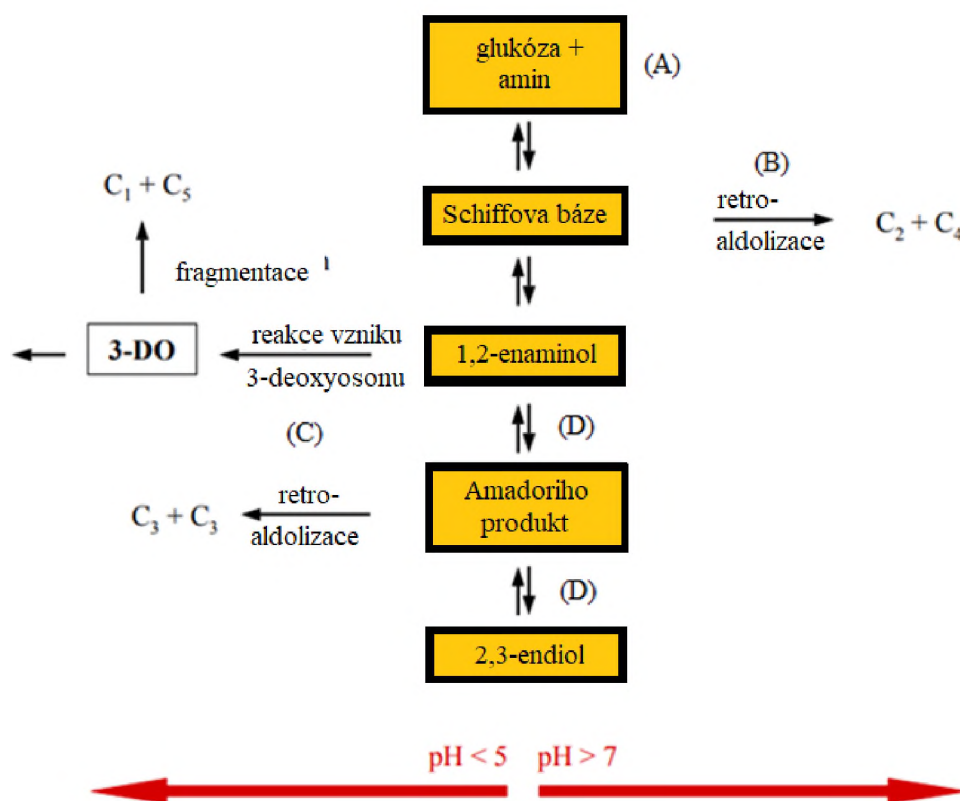 glukóza +
amin
(A)
(B)
C₁ + C₅
Schiffova báze
retro-
aldolizace
C₂ + C₄
fragmentace
3-DO
reakce vzniku
3-deoxyosonu
1,2-enaminol
(C)
(D)
Amadoriho
produkt
retro-
aldolizace
C₃ + C₃
(D)
2,3-endiol
pH < 5 pH > 7